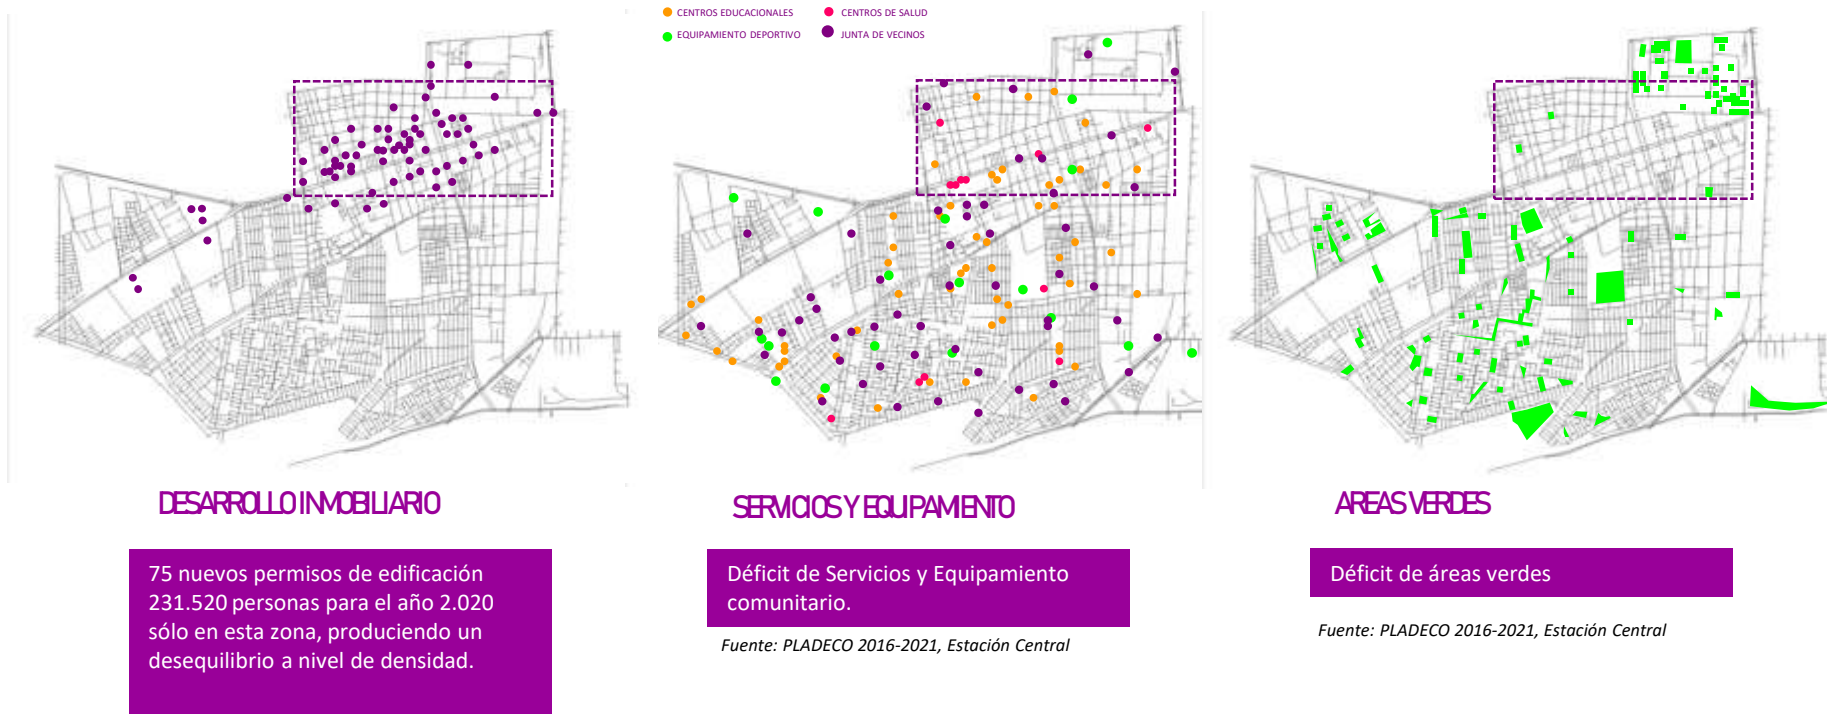 CENTROS EDUCACIONALES
CENTROS DE SALUD
EQUIPAMIENTO DEPORTIVO
JUNTA DE VECINOS
DESARROLLO INMOBILIARIO
75 nuevos permisos de edificación
231.520 personas para el año 2.020
sólo en esta zona, produciendo un
desequilibrio a nivel de densidad.
SERVICIOS Y EQUIPAMIENTO
Déficit de Servicios y Equipamiento
comunitario.
Fuente: PLADECO 2016-2021, Estación Central
AREAS VERDES
Déficit de áreas verdes
Fuente: PLADECO 2016-2021, Estación Central